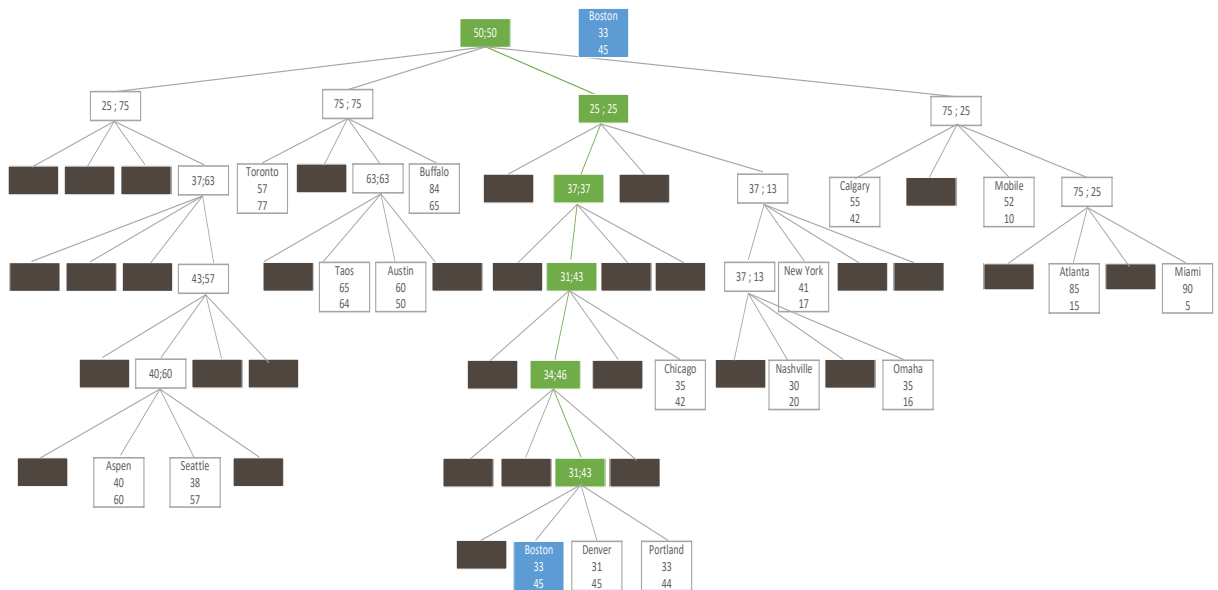 50;50
Boston
33
45
25 ; 75
75 ; 75
25 ; 25
75 ; 25
37;63
Toronto
57
77
63;63
Buffalo
84
65
37;37
37 ; 13
Calgary
55
42
Mobile
52
10
75 ; 25
43;57
Taos
65
64
Austin
60
50
31;43
37 ; 13
New York
41
17
Atlanta
85
15
Miami
90
5
40;60
34;46
Chicago
35
42
Nashville
30
20
Omaha
35
16
Aspen
40
60
Seattle
38
57
31;43
Boston
33
45
Denver
31
45
Portland
33
44